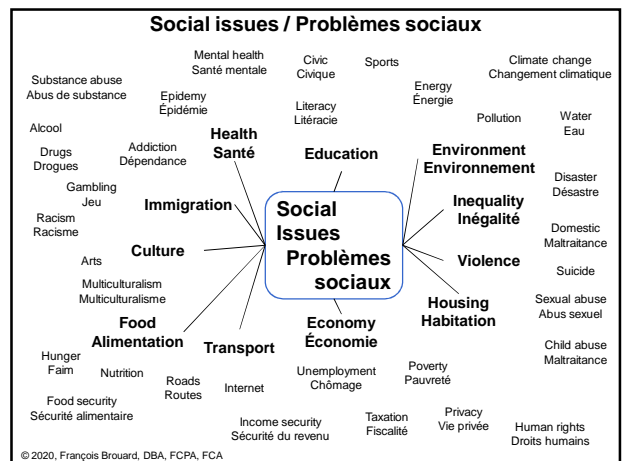 Social issues / Problèmes sociaux
Mental health
Santé mentale
Civic
Civique
Sports
Climate change
Changement climatique
Substance abuse
Abus de substance
Epidemy
Épidémie
Energy
Énergie
Literacy
Litéracie
Pollution
Water
Eau
Alcool
Health
Santé
Education
Environment
Environnement
Drugs
Drogues
Addiction
Dépendance
Disaster
Désastre
Gambling
Jeu
Immigration
Social
Issues
Problèmes
sociaux
Inequality
Inégalité
Racism
Racisme
Culture
Domestic
Maltraitance
Arts
Violence
Suicide
Multiculturalism
Multiculturalisme
Housing
Habitation
Sexual abuse
Abus sexuel
Food
Alimentation
Transport
Economy
Économie
Child abuse
Maltraitance
Hunger
Faim
Nutrition
Roads
Routes
Internet
Unemployment
Chômage
Poverty
Pauvreté
Food security
Sécurité alimentaire
Income security
Sécurité du revenu
Taxation
Fiscalité
Privacy
Vie privée
Human rights
Droits humains
© 2020, François Brouard, DBA, FCPA, FCA